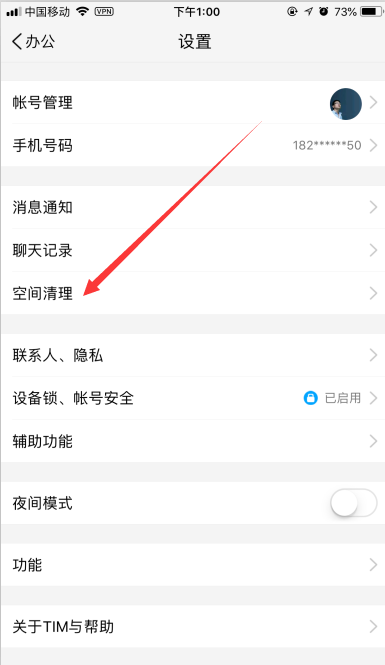 中国移动 VPN 下午1:00 73%
办公 设置
帐号管理
手机号码 182******50
消息通知
聊天记录
空间清理
联系人、隐私
设备锁、帐号安全 已启用
辅助功能
夜间模式
功能
关于TIM与帮助